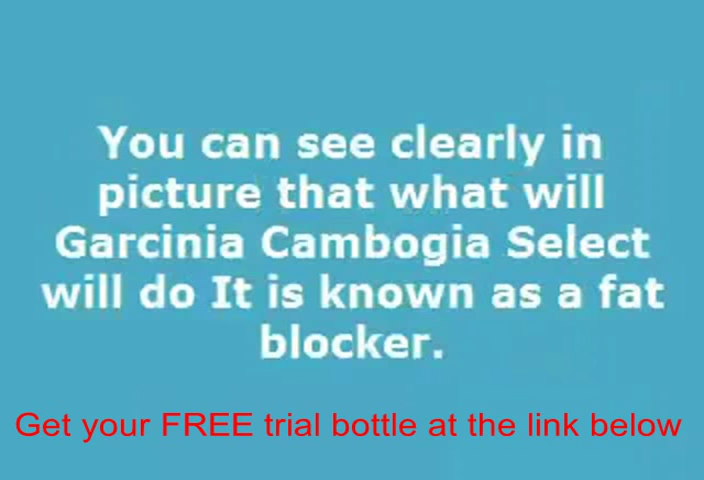 You can see clearly in
picture that what will
Garcinia Cambogia Select
will do It is known as a fat
blocker.
Get your FREE trial bottle at the link below